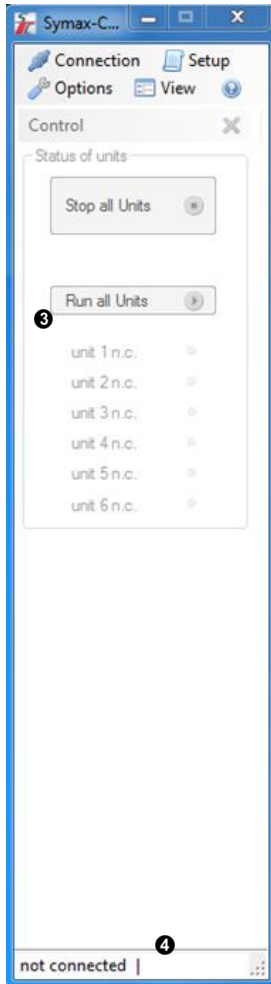 Symax-C...
Connection Setup
Options View
Control
Status of units
Stop all Units
Run all Units
3
unit 1 n.c.
unit 2 n.c.
unit 3 n.c.
unit 4 n.c.
unit 5 n.c.
unit 6 n.c.
4
not connected |